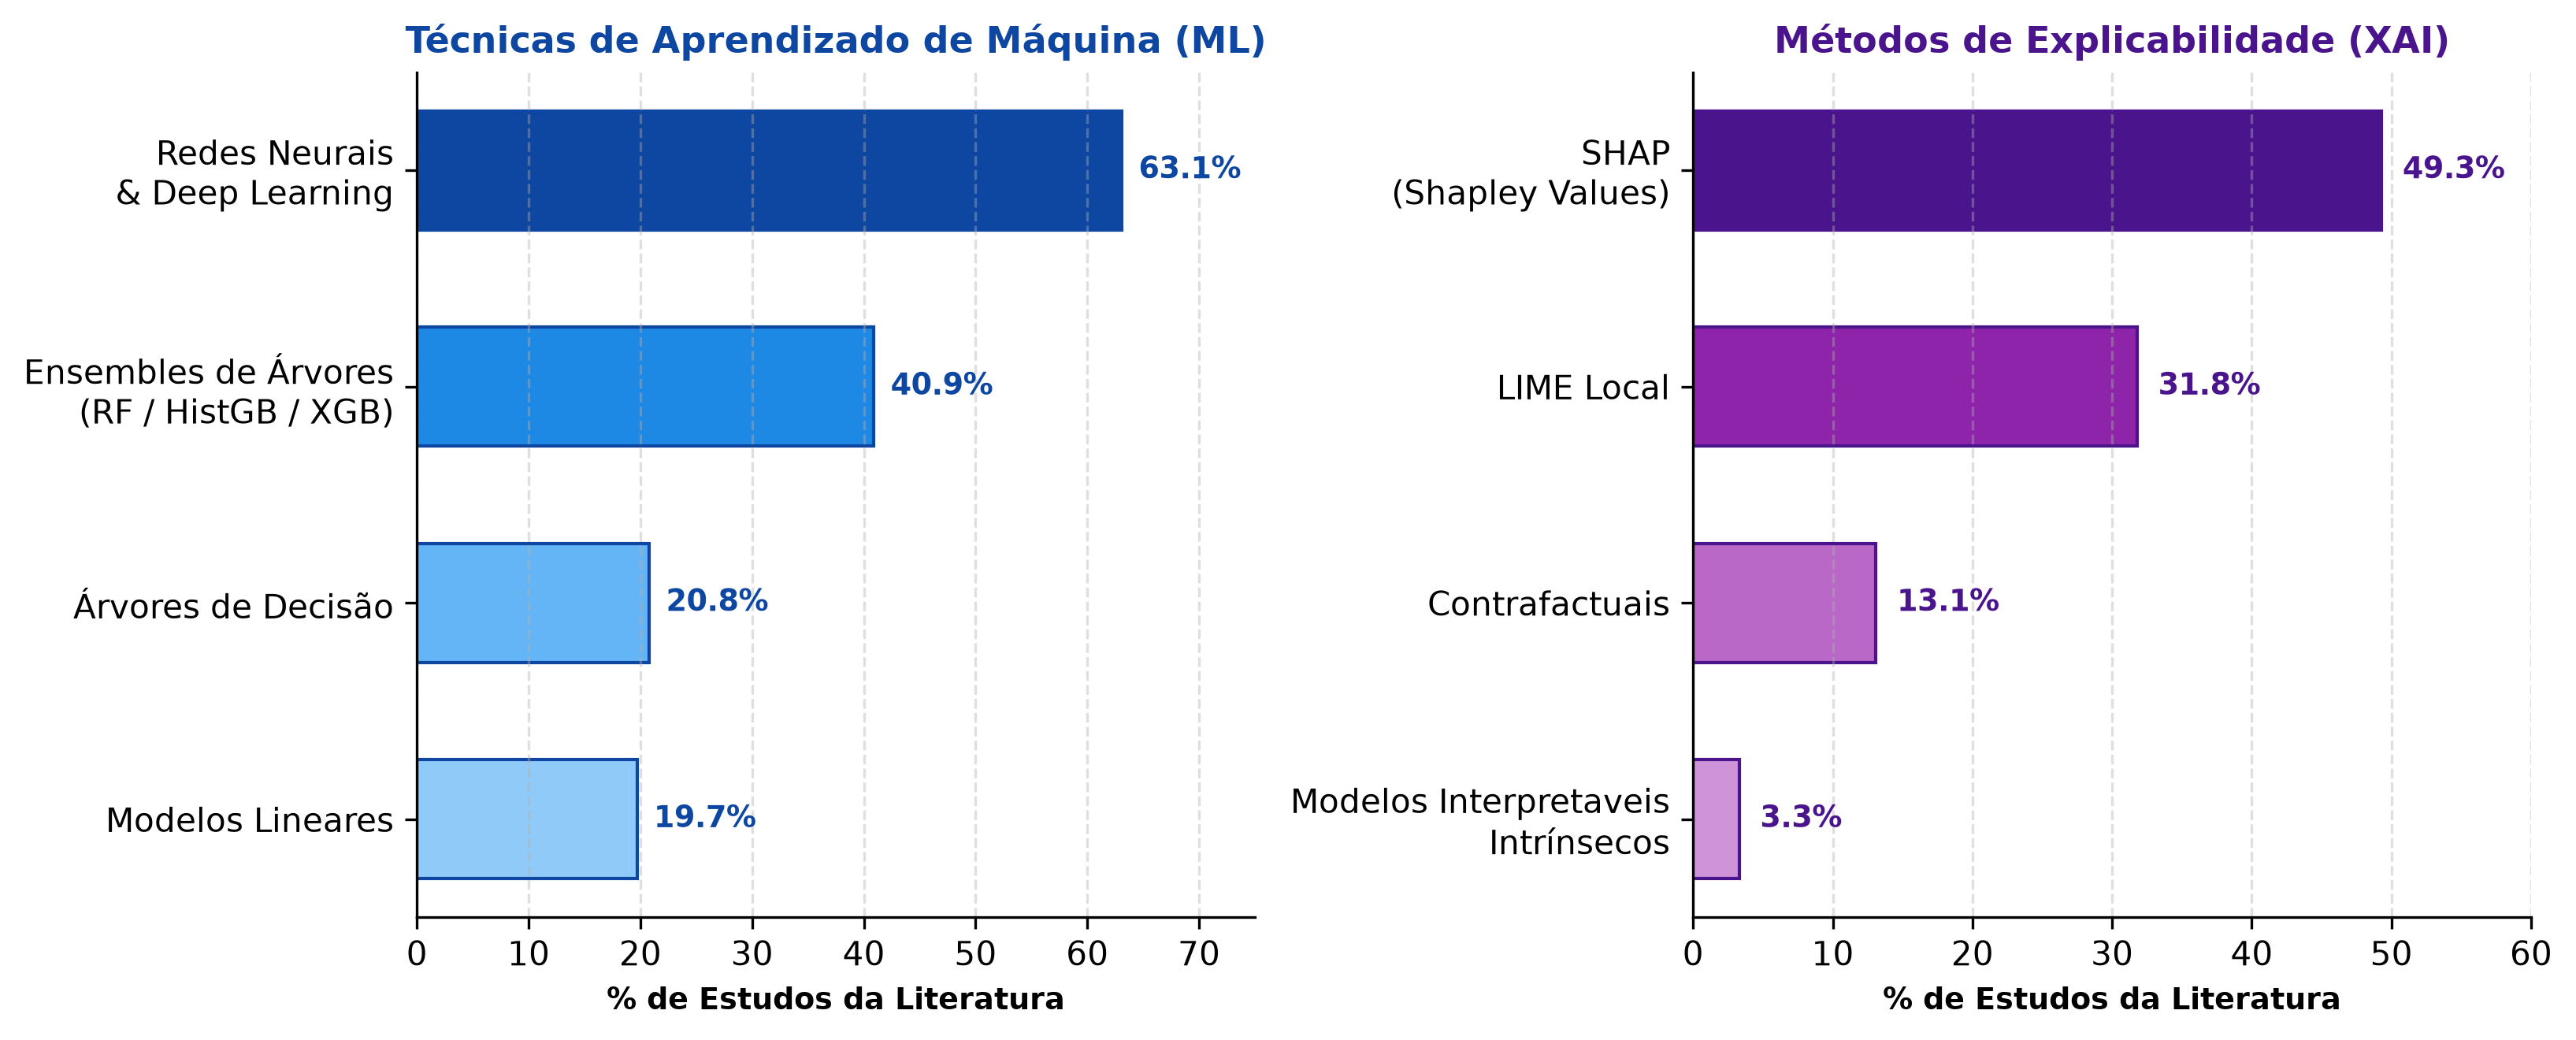 Técnicas de Aprendizado de Máquina (ML)
Redes Neurais
& Deep Learning
63.1%
Ensembles de Árvores
(RF / HistGB / XGB)
40.9%
Árvores de Decisão
20.8%
Modelos Lineares
19.7%
0 10 20 30 40 50 60 70
% de Estudos da Literatura
Métodos de Explicabilidade (XAI)
SHAP
(Shapley Values)
49.3%
LIME Local
31.8%
Contrafactuais
13.1%
Modelos Interpretaveis
Intrínsecos
3.3%
0 10 20 30 40 50 60
% de Estudos da Literatura